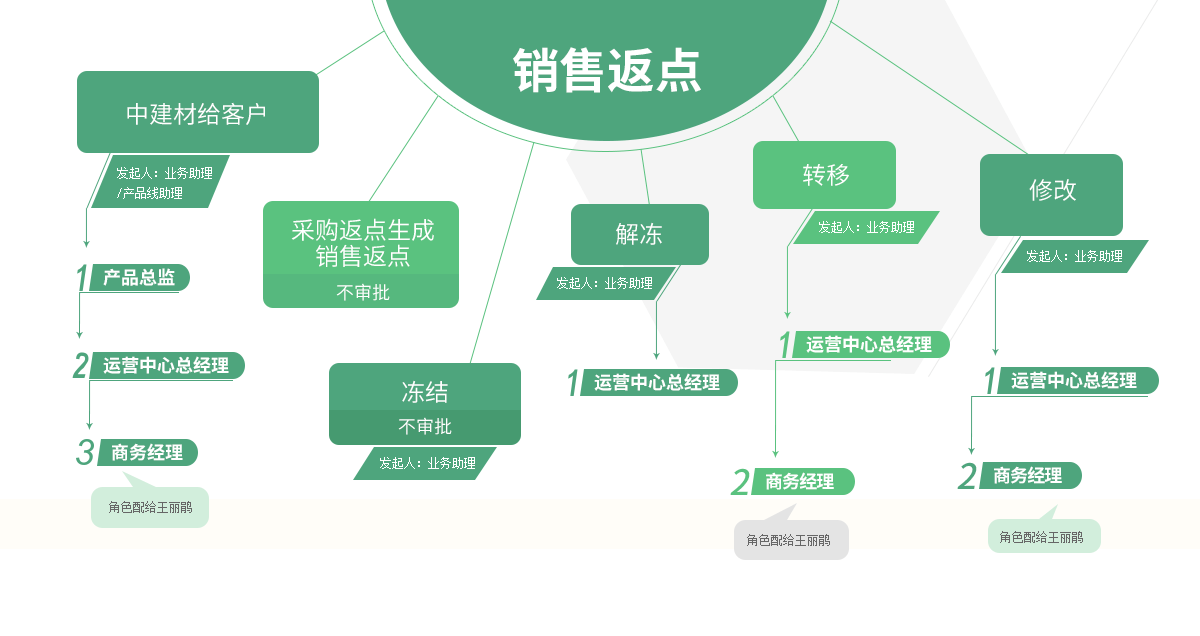 销售返点
中建材给客户
发起人：业务助理
/产品线助理
1 产品总监
2 运营中心总经理
3 商务经理
角色配给王丽鹃
采购返点生成
销售返点
不审批
冻结
不审批
发起人：业务助理
解冻
发起人：业务助理
1 运营中心总经理
转移
发起人：业务助理
1 运营中心总经理
2 商务经理
角色配给王丽鹃
修改
发起人：业务助理
1 运营中心总经理
2 商务经理
角色配给王丽鹃